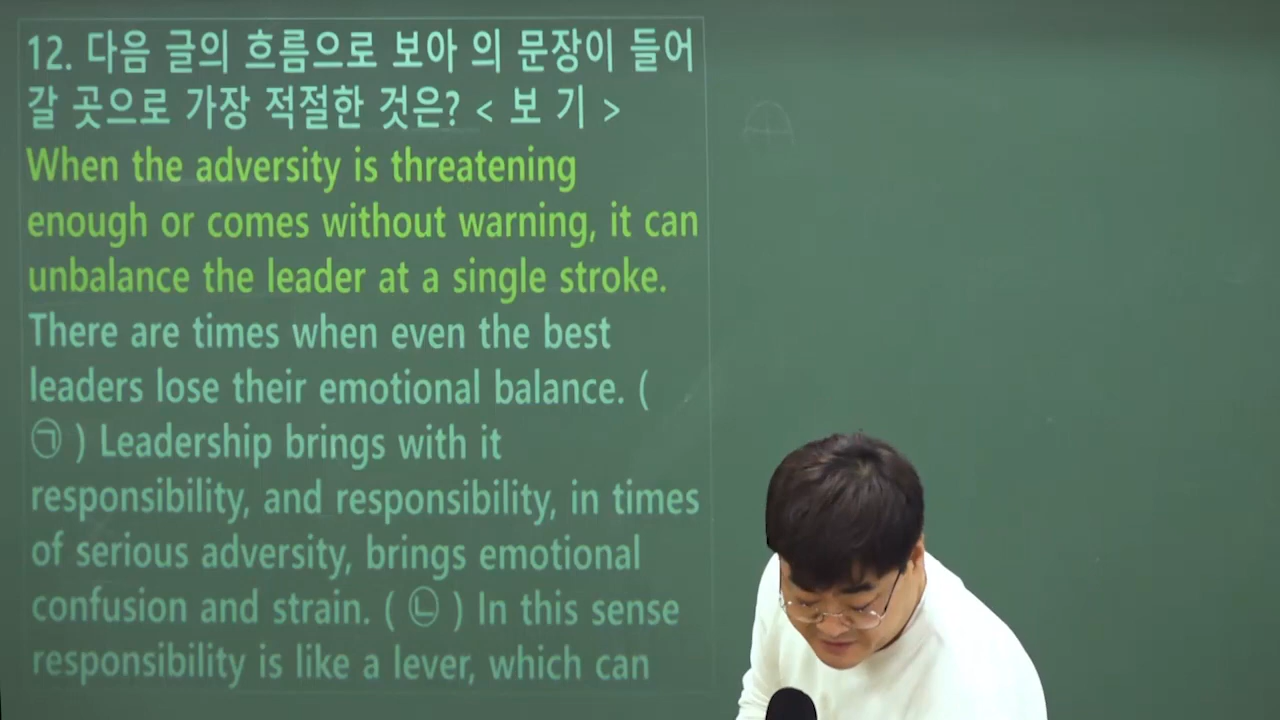 12. 다음 글의 흐름으로 보아 의 문장이 들어
갈 곳으로 가장 적절한 것은? < 보 기 >
When the adversity is threatening
enough or comes without warning, it can
unbalance the leader at a single stroke.
There are times when even the best
leaders lose their emotional balance. (
㉠ ) Leadership brings with it
responsibility, and responsibility, in times
of serious adversity, brings emotional
confusion and strain. ( ㉡ ) In this sense
responsibility is like a lever, which can